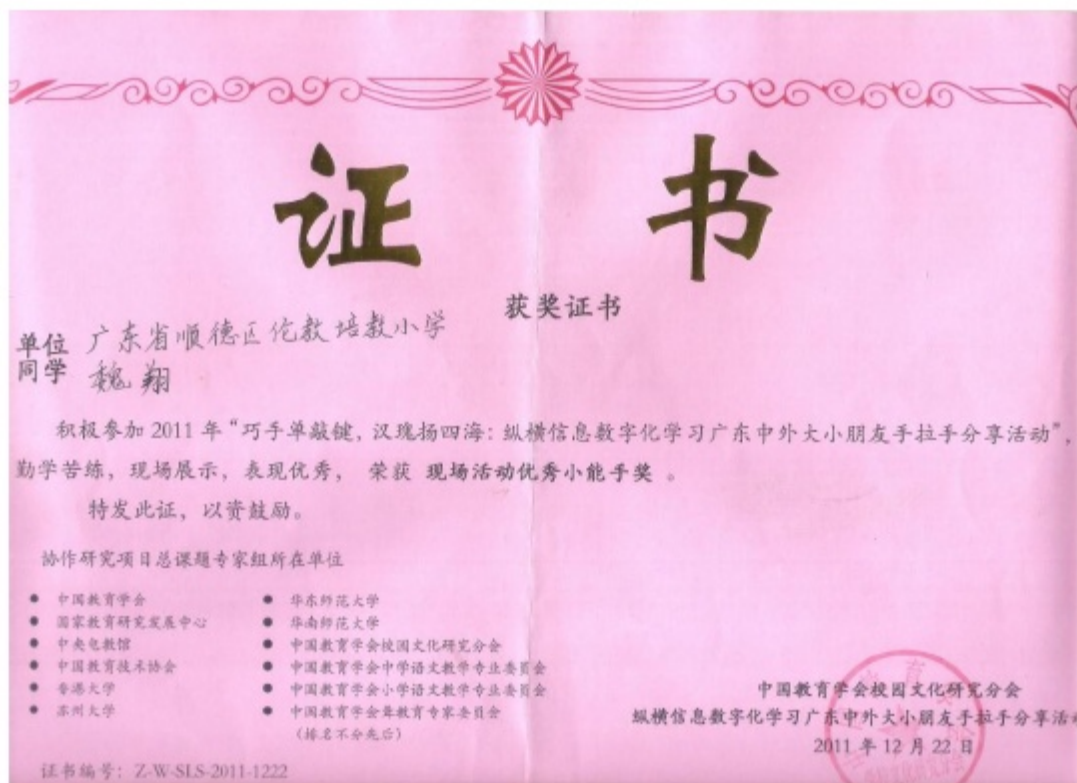 证 书
获奖证书
单位 广东省顺德区伦教培教小学
同学 魏翔
积极参加 2011 年“巧手单敲键，汉瑰扬四海：纵横信息数字化学习广东中外大小朋友手拉手分享活动”，
勤学苦练，现场展示，表现优秀， 荣获 现场活动优秀小能手奖 。
特发此证，以资鼓励。
协作研究项目总课题专家组所在单位
● 中国教育学会
● 国家教育研究发展中心
● 中央电教馆
● 中国教育技术协会
● 香港大学
● 苏州大学
● 华东师范大学
● 华南师范大学
● 中国教育学会校园文化研究分会
● 中国教育学会中学语文教学专业委员会
● 中国教育学会小学语文教学专业委员会
● 中国教育学会聋教育专家委员会
（排名不分先后）
中国教育学会校园文化研究分会
纵横信息数字化学习广东中外大小朋友手拉手分享活动
2011 年 12 月 22 日
证书编号：Z-W-SLS-2011-1222